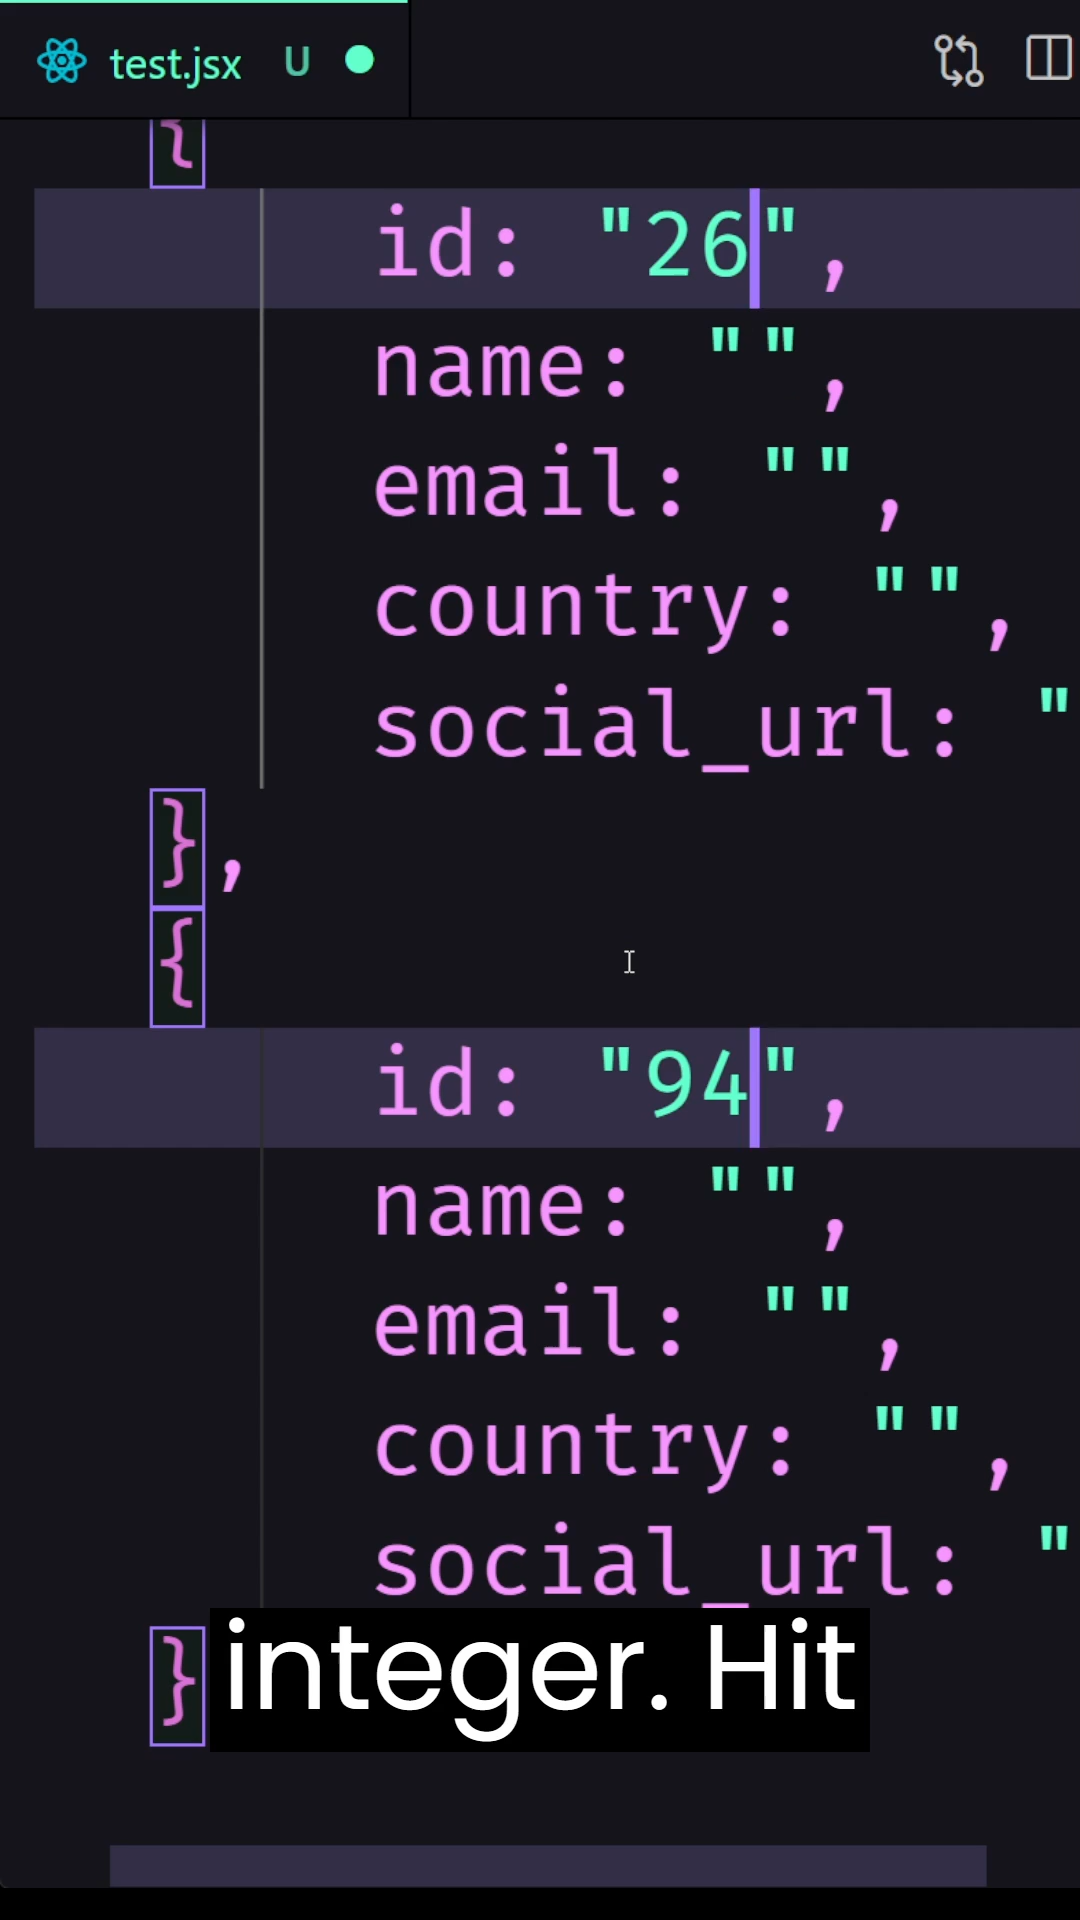 test.jsx U
{
id: "26",
name: "",
email: "",
country: "",
social_url: "
},
{
id: "94",
name: "",
email: "",
country: "",
social_url: "
}
integer. Hit